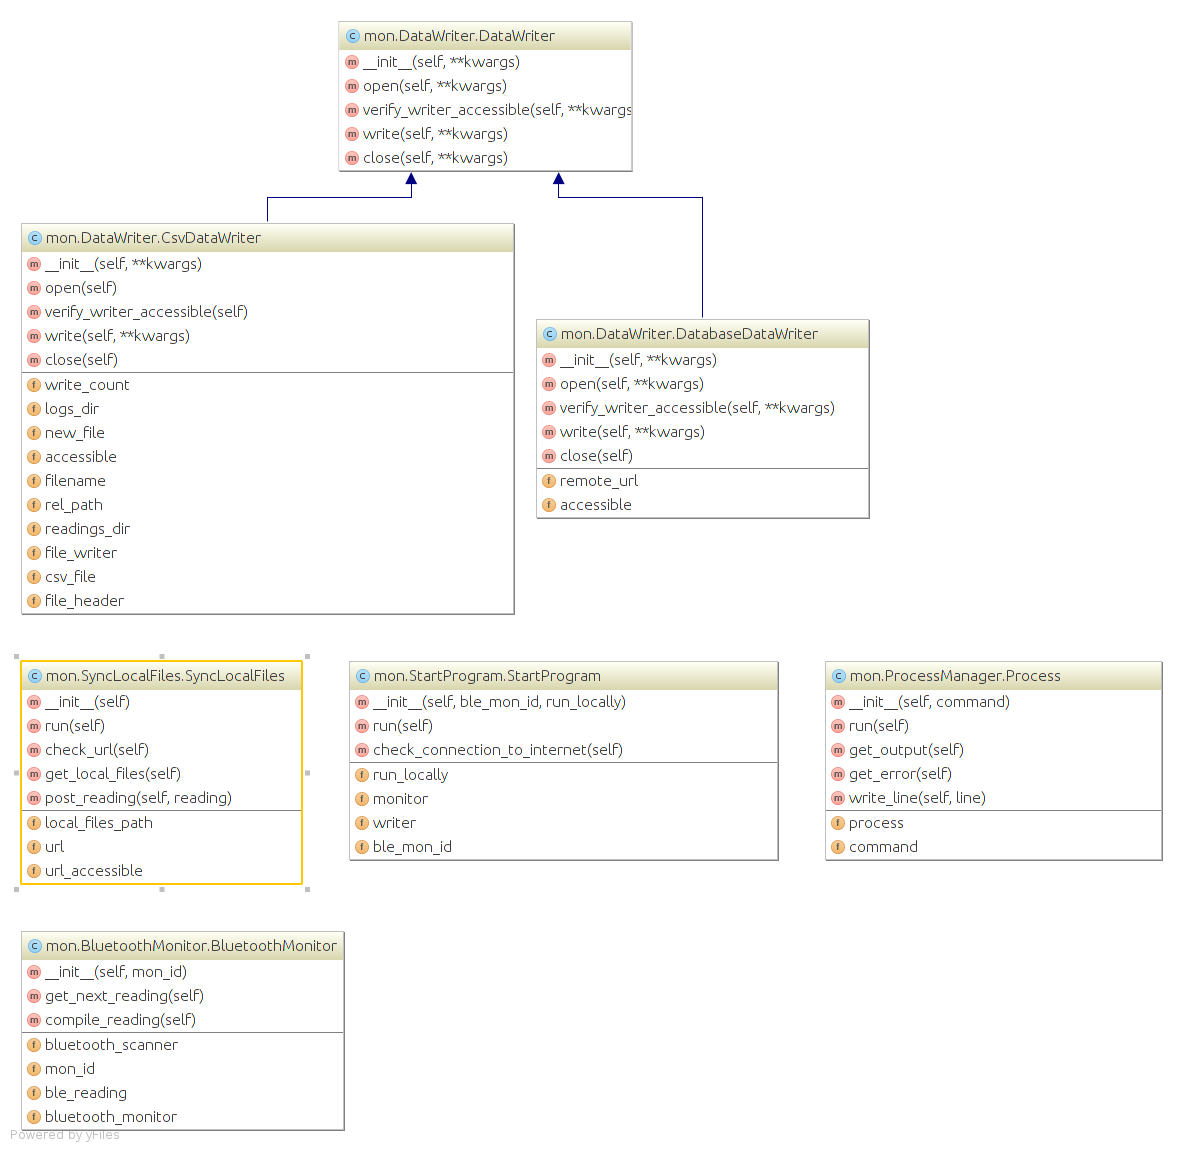 mon.DataWriter.DataWriter
__init__(self, **kwargs)
open(self, **kwargs)
verify_writer_accessible(self, **kwargs
write(self, **kwargs)
close(self, **kwargs)
mon.DataWriter.CsvDataWriter
__init__(self, **kwargs)
open(self)
verify_writer_accessible(self)
write(self, **kwargs)
close(self)
write_count
logs_dir
new_file
accessible
filename
rel_path
readings_dir
file_writer
csv_file
file_header
mon.DataWriter.DatabaseDataWriter
__init__(self, **kwargs)
open(self, **kwargs)
verify_writer_accessible(self, **kwargs)
write(self, **kwargs)
close(self)
remote_url
accessible
mon.SyncLocalFiles.SyncLocalFiles
__init__(self)
run(self)
check_url(self)
get_local_files(self)
post_reading(self, reading)
local_files_path
url
url_accessible
mon.StartProgram.StartProgram
__init__(self, ble_mon_id, run_locally)
run(self)
check_connection_to_internet(self)
run_locally
monitor
writer
ble_mon_id
mon.ProcessManager.Process
__init__(self, command)
run(self)
get_output(self)
get_error(self)
write_line(self, line)
process
command
mon.BluetoothMonitor.BluetoothMonitor
__init__(self, mon_id)
get_next_reading(self)
compile_reading(self)
bluetooth_scanner
mon_id
ble_reading
bluetooth_monitor
Powered by yFiles